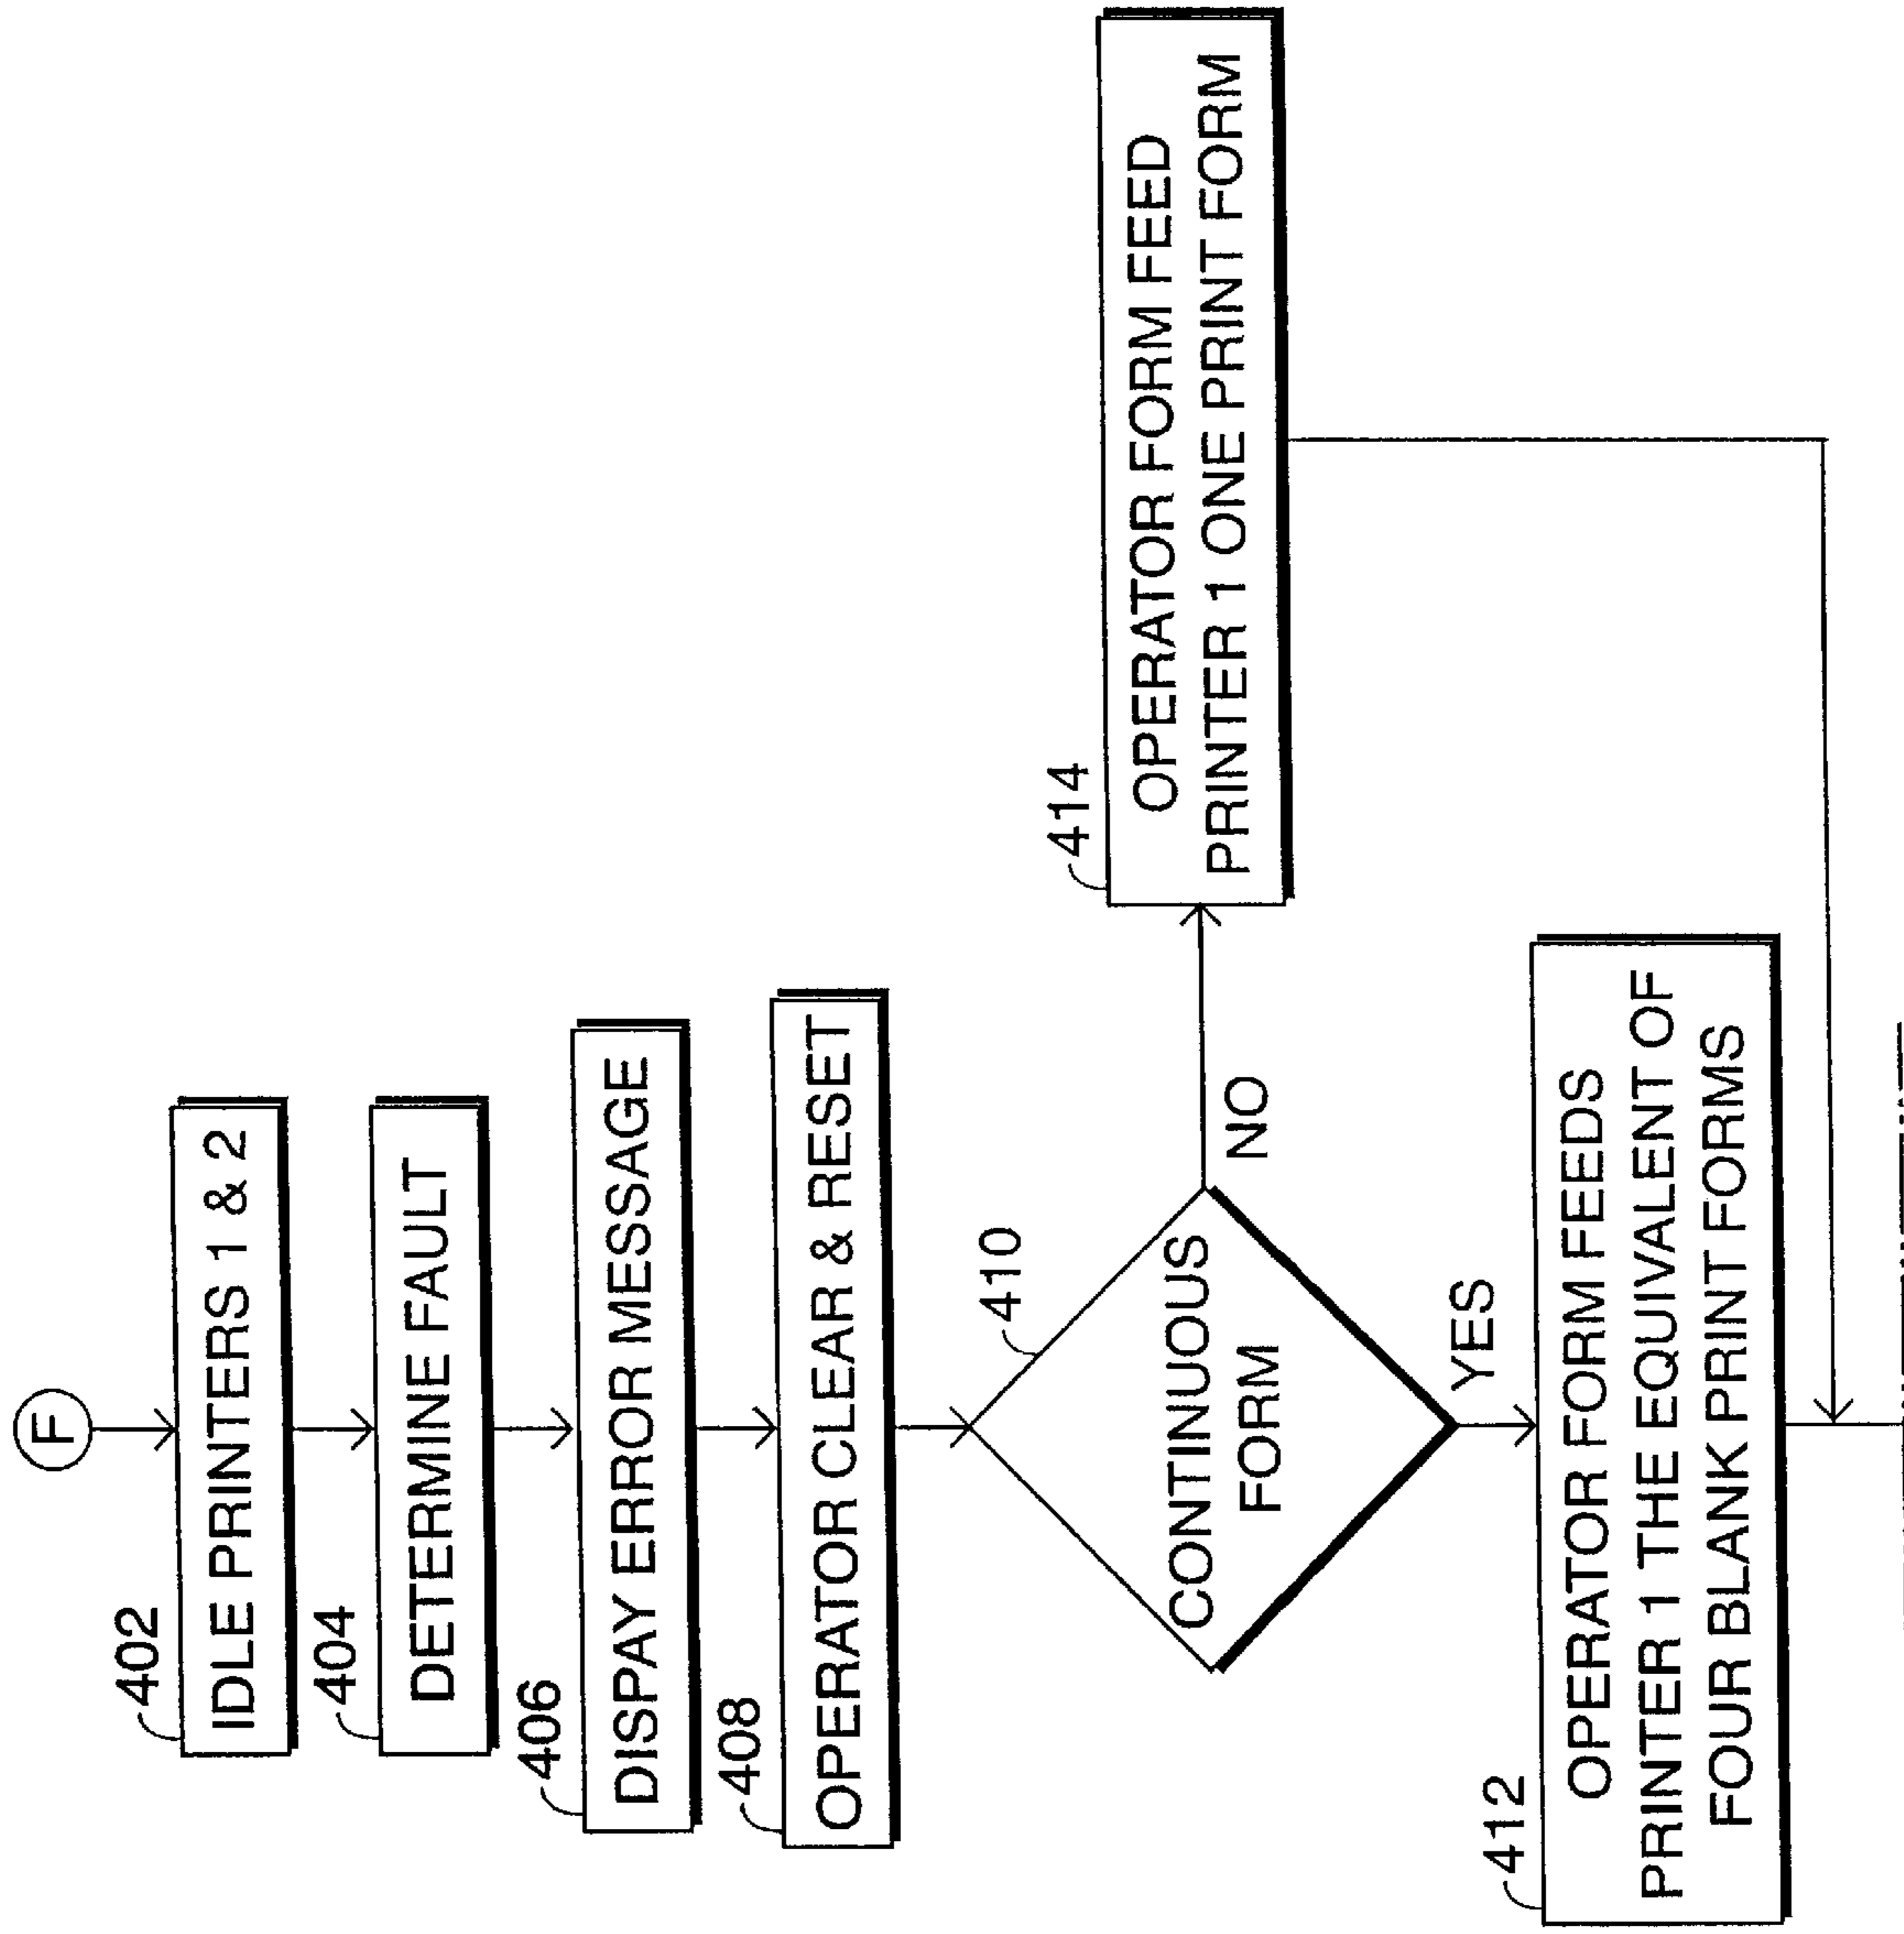 F
402
IDLE PRINTERS 1 & 2
404
DETERMINE FAULT
406
DISPAY ERROR MESSAGE
408
OPERATOR CLEAR & RESET
410
CONTINUOUS
FORM
NO
YES
414
OPERATOR FORM FEED
PRINTER 1 ONE PRINT FORM
412
OPERATOR FORM FEEDS
PRINTER 1 THE EQUIVALENT OF
FOUR BLANK PRINT FORMS